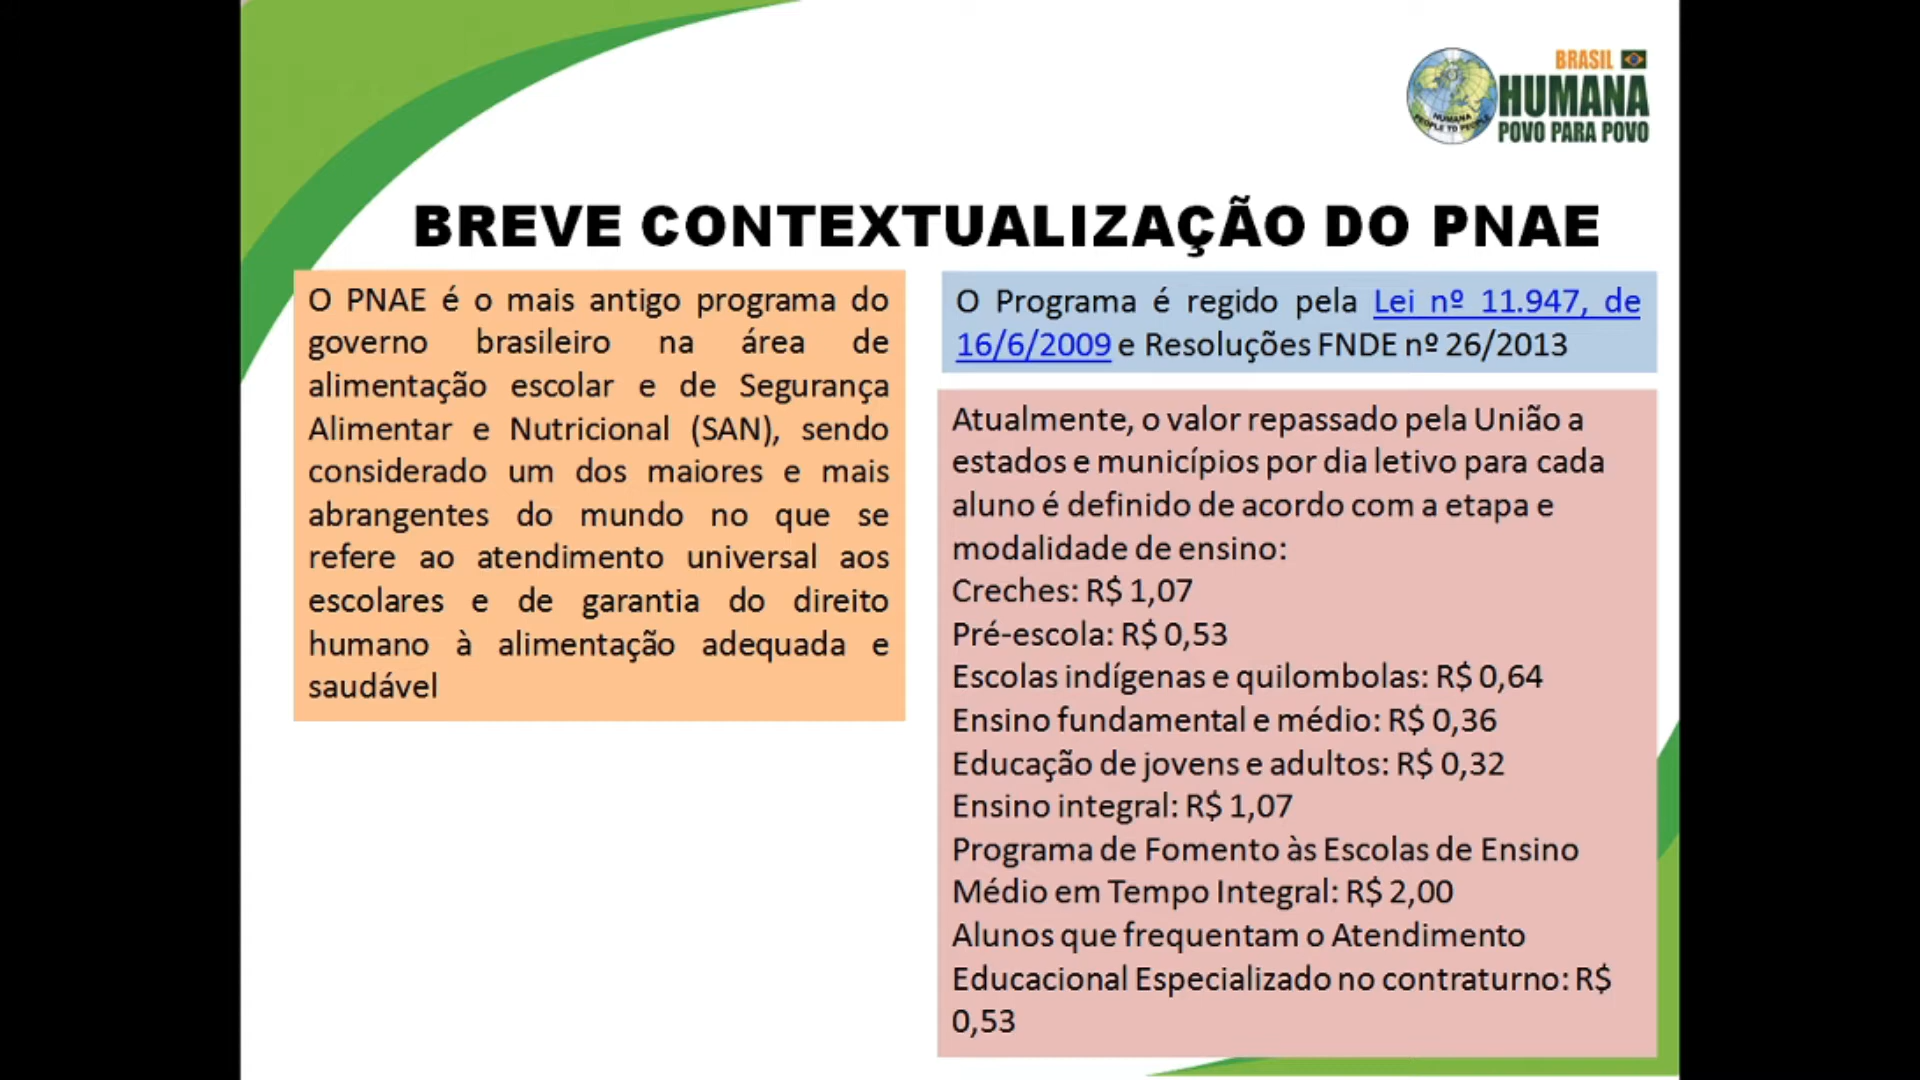 BRASIL
HUMANA
POVO PARA POVO
HUMANA
PEOPLE TO PEOPLE
BREVE CONTEXTUALIZAÇÃO DO PNAE
O PNAE é o mais antigo programa do
governo brasileiro na área de
alimentação escolar e de Segurança
Alimentar e Nutricional (SAN), sendo
considerado um dos maiores e mais
abrangentes do mundo no que se
refere ao atendimento universal aos
escolares e de garantia do direito
humano à alimentação adequada e
saudável
O Programa é regido pela Lei nº 11.947, de
16/6/2009 e Resoluções FNDE nº 26/2013
Atualmente, o valor repassado pela União a
estados e municípios por dia letivo para cada
aluno é definido de acordo com a etapa e
modalidade de ensino:
Creches: R$ 1,07
Pré-escola: R$ 0,53
Escolas indígenas e quilombolas: R$ 0,64
Ensino fundamental e médio: R$ 0,36
Educação de jovens e adultos: R$ 0,32
Ensino integral: R$ 1,07
Programa de Fomento às Escolas de Ensino
Médio em Tempo Integral: R$ 2,00
Alunos que frequentam o Atendimento
Educacional Especializado no contraturno: R$
0,53